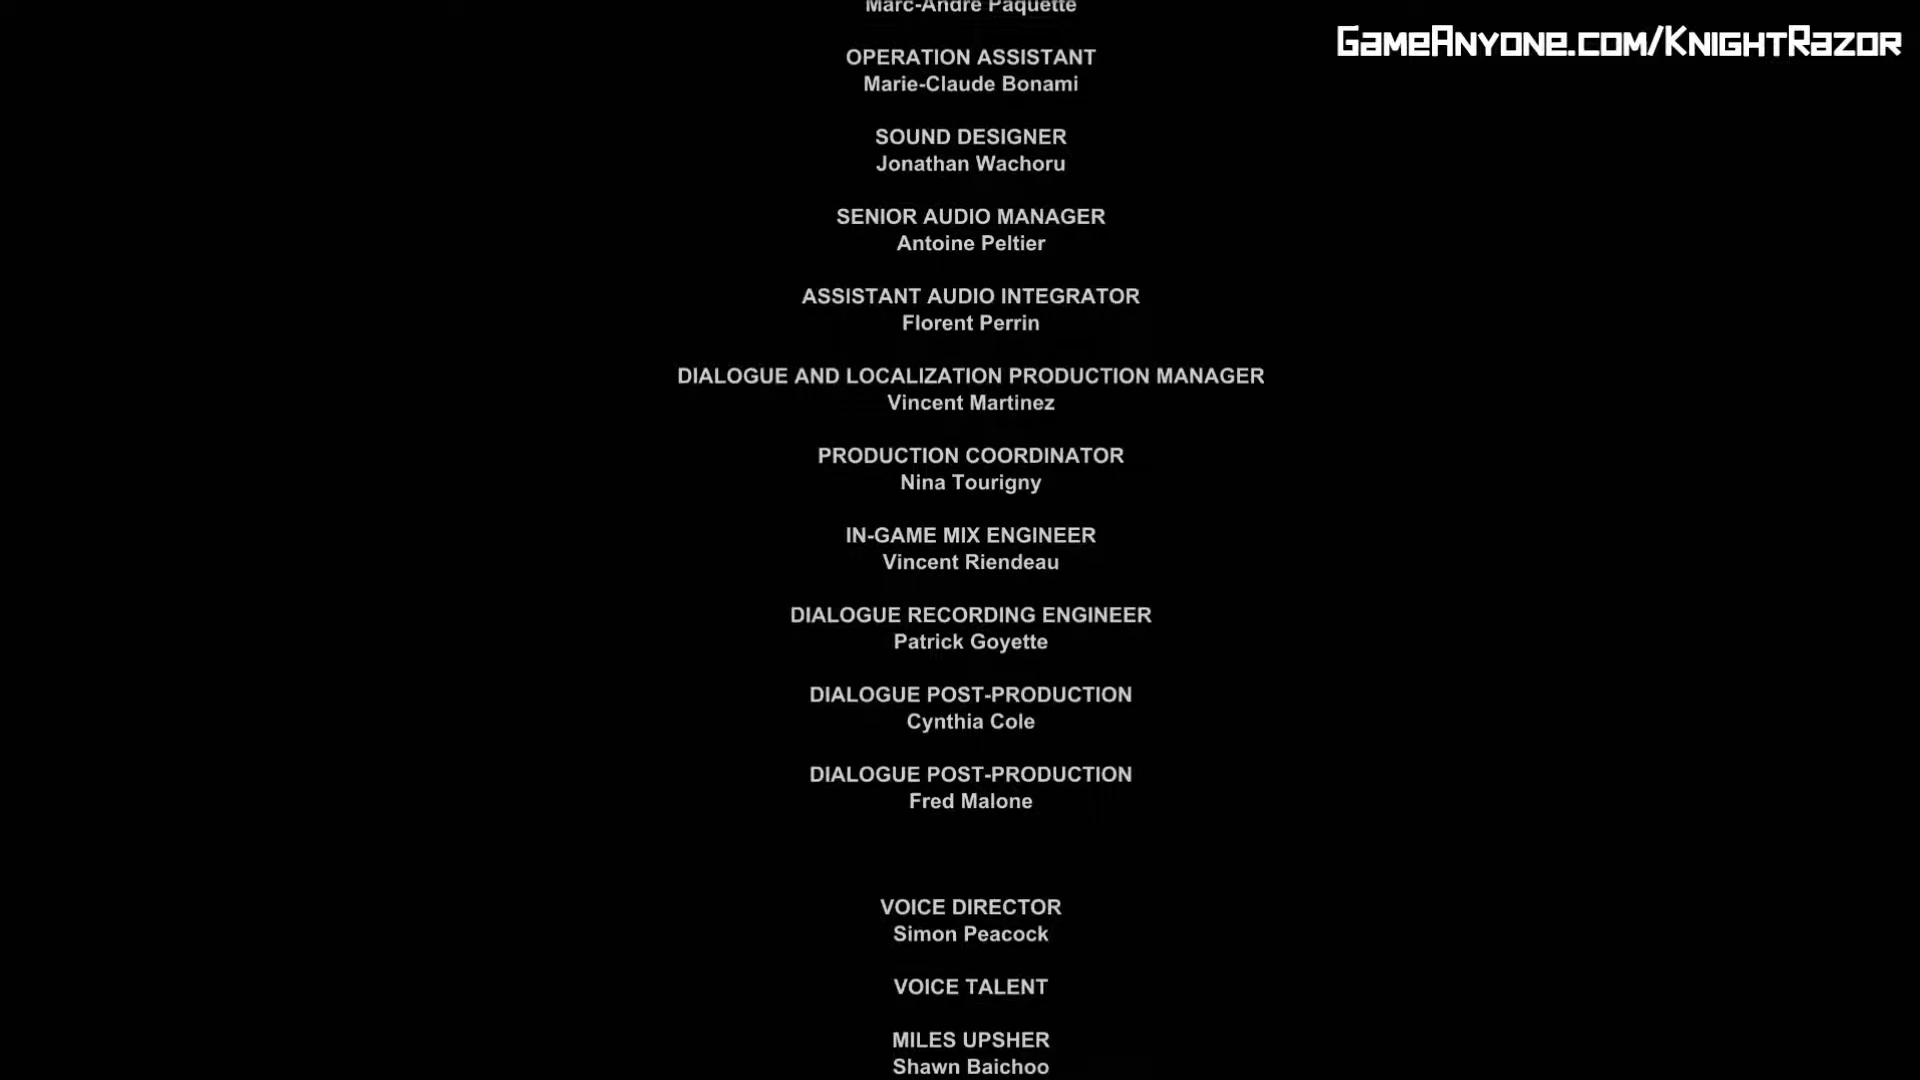 Marc-André Paquette
GameAnyone.com/KnightRazor
OPERATION ASSISTANT
Marie-Claude Bonami
SOUND DESIGNER
Jonathan Wachoru
SENIOR AUDIO MANAGER
Antoine Peltier
ASSISTANT AUDIO INTEGRATOR
Florent Perrin
DIALOGUE AND LOCALIZATION PRODUCTION MANAGER
Vincent Martinez
PRODUCTION COORDINATOR
Nina Tourigny
IN-GAME MIX ENGINEER
Vincent Riendeau
DIALOGUE RECORDING ENGINEER
Patrick Goyette
DIALOGUE POST-PRODUCTION
Cynthia Cole
DIALOGUE POST-PRODUCTION
Fred Malone
VOICE DIRECTOR
Simon Peacock
VOICE TALENT
MILES UPSHER
Shawn Baichoo